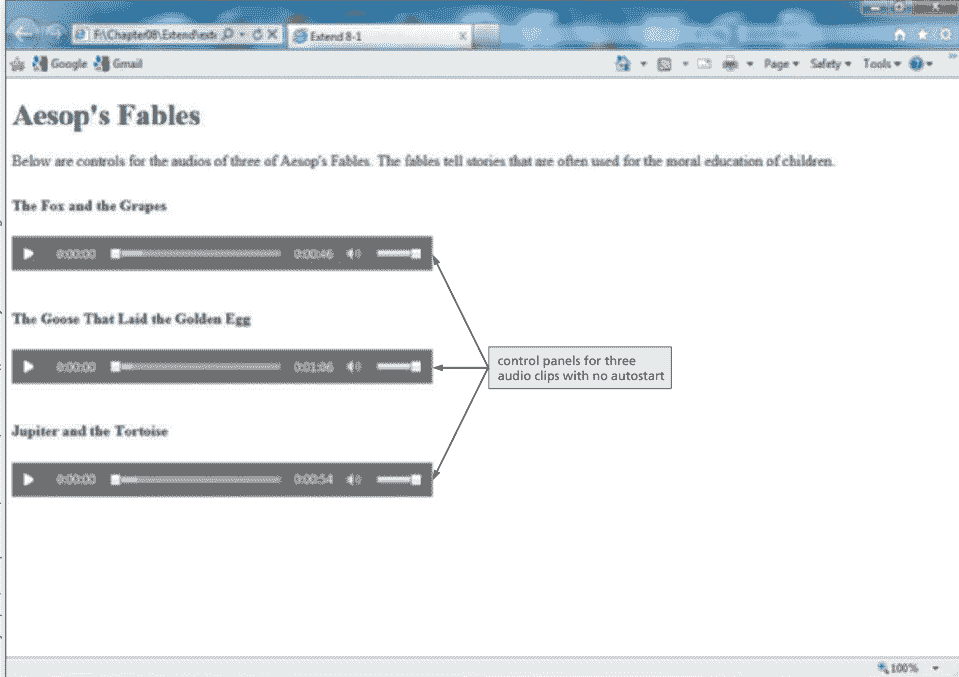 F:\Chapter08\Extend\exte
Extend 8-1
x
Google Gmail
Page Safety Tools
Aesop's Fables
Below are controls for the audios of three of Aesop's Fables. The fables tell stories that are often used for the moral education of children.
The Fox and the Grapes
0:00:00 0:00:46
The Goose That Laid the Golden Egg
0:00:00 0:01:06
control panels for three
audio clips with no autostart
Jupiter and the Tortoise
0:00:00 0:00:54
100%